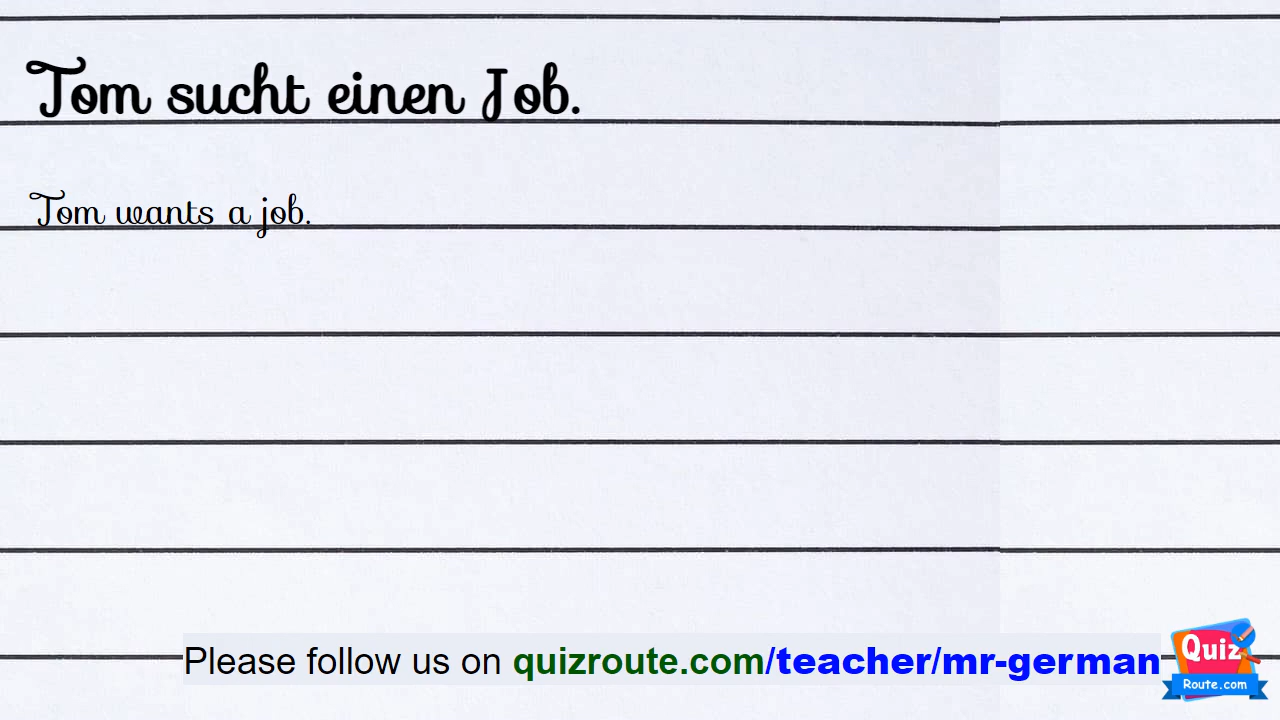 Tom sucht einen Job.
Tom wants a job.
Please follow us on quizroute.com/teacher/mr-german
Quiz
Route.com